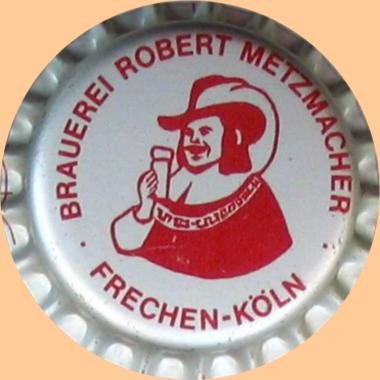 BRAUEREI ROBERT METZMACHER
FRECHEN-KÖLN